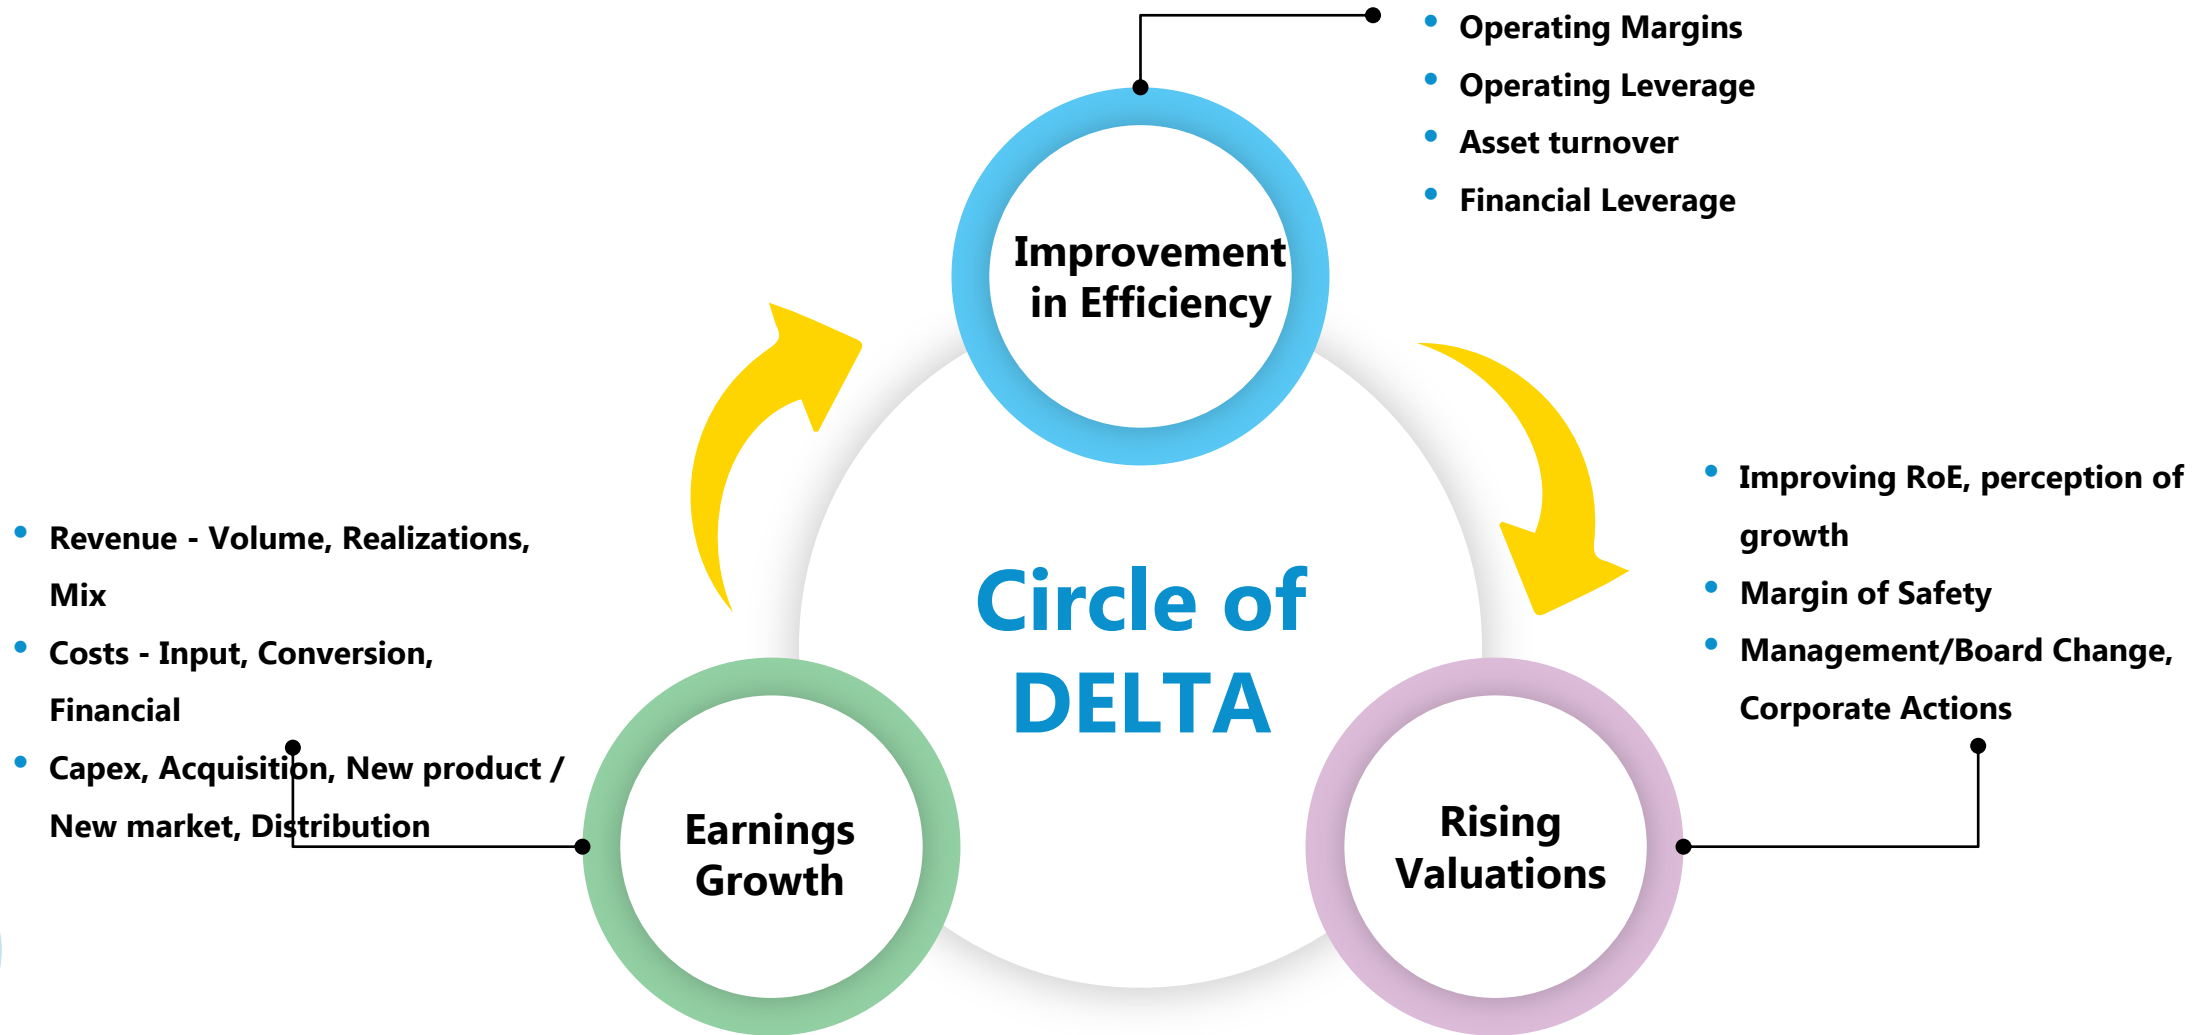 • Operating Margins
• Operating Leverage
• Asset turnover
• Financial Leverage
Improvement
in Efficiency
• Revenue - Volume, Realizations,
Mix
• Costs - Input, Conversion,
Financial
• Capex, Acquisition, New product /
New market, Distribution
Circle of
DELTA
• Improving RoE, perception of
growth
• Margin of Safety
• Management/Board Change,
Corporate Actions
Earnings
Growth
Rising
Valuations